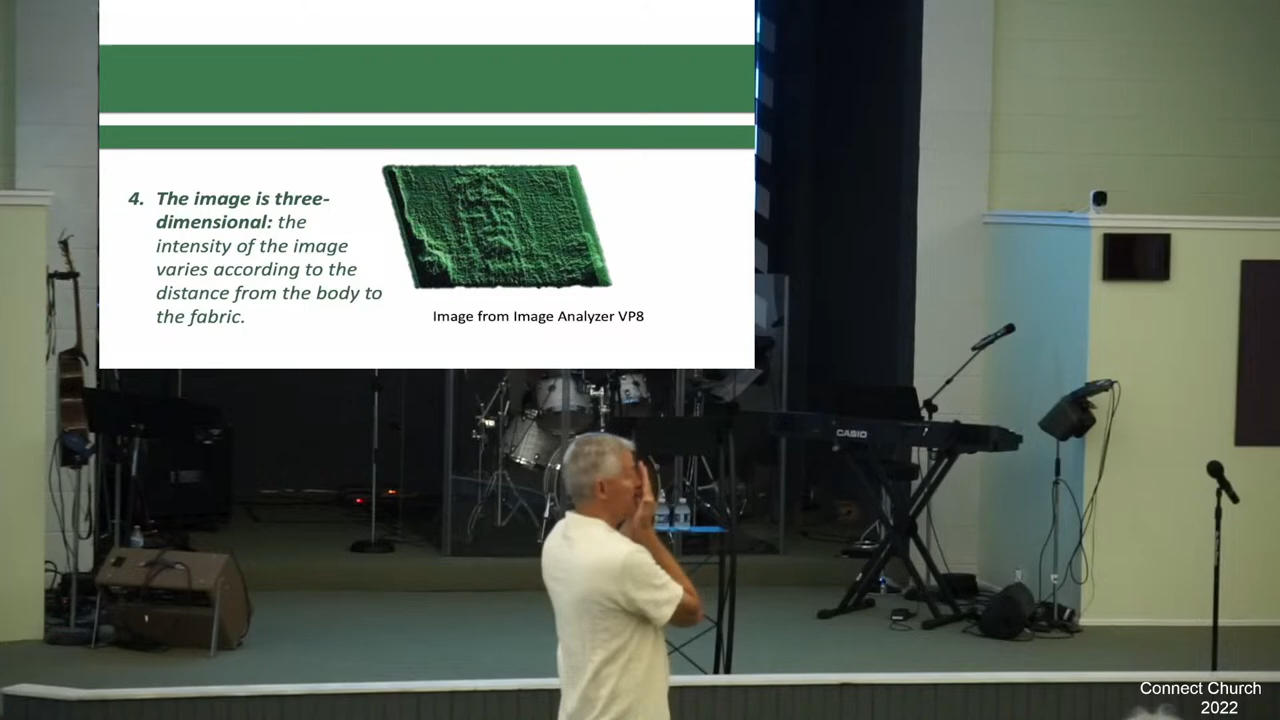 4. The image is three-
dimensional: the
intensity of the image
varies according to the
distance from the body to
the fabric.
Image from Image Analyzer VP8
CASIO
Connect Church
2022